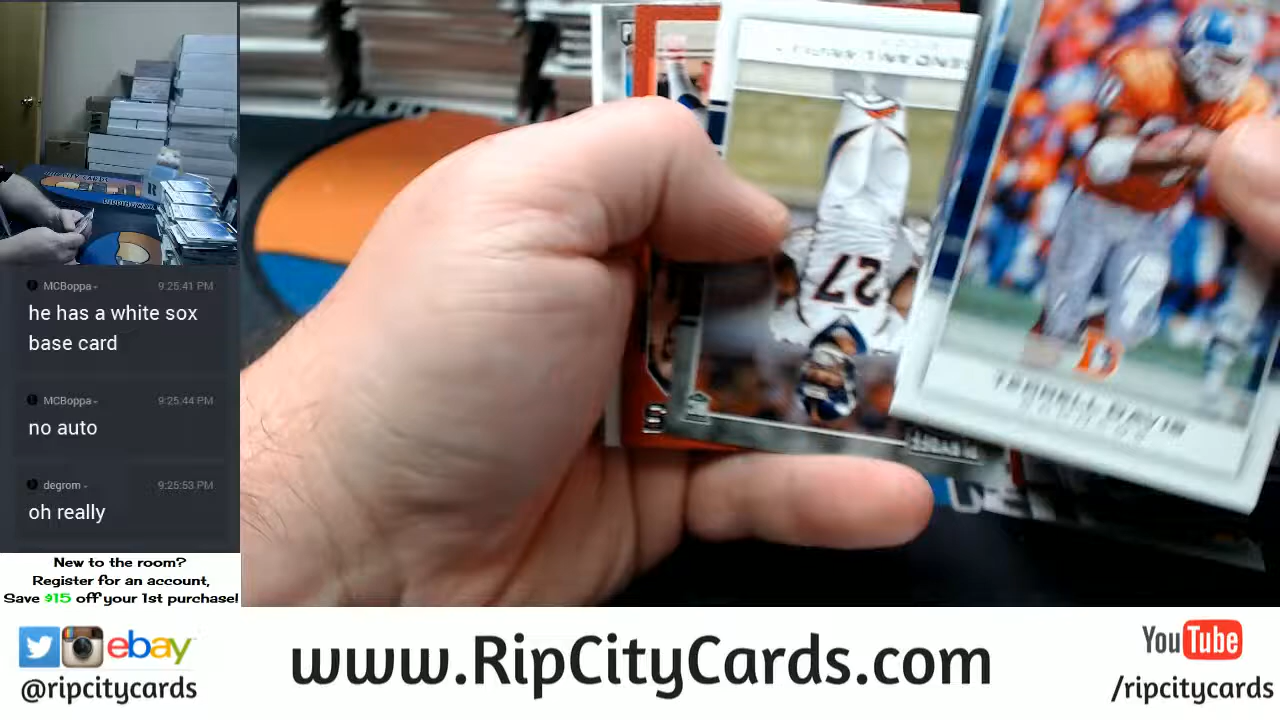 MCBoppa
9:25:41 PM
he has a white sox
base card
MCBoppa
9:25:44 PM
no auto
degrom
9:25:53 PM
oh really
New to the room?
Register for an account,
Save $15 off your 1st purchase!
ebay
@ripcitycards
www.RipCityCards.com
YouTube
/ripcitycards
27
TERRELL DAVIS